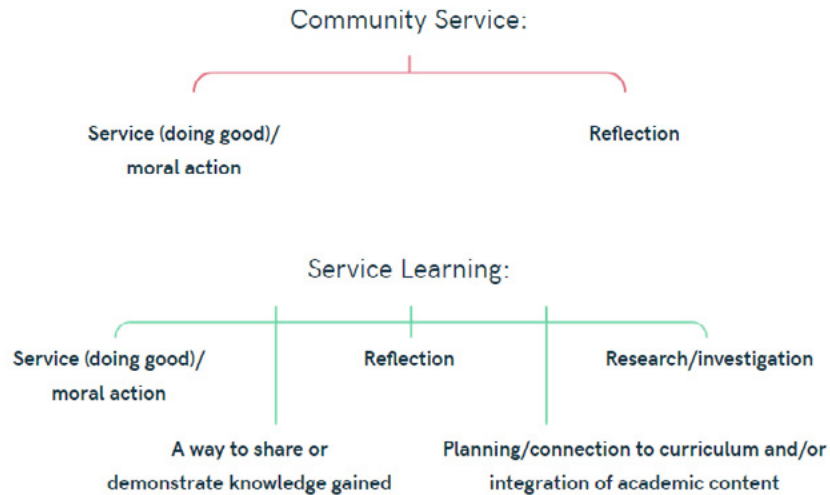 Community Service:
Service (doing good)/
moral action
Reflection
Service Learning:
Service (doing good)/
moral action
Reflection
Research/investigation
A way to share or
demonstrate knowledge gained
Planning/connection to curriculum and/or
integration of academic content